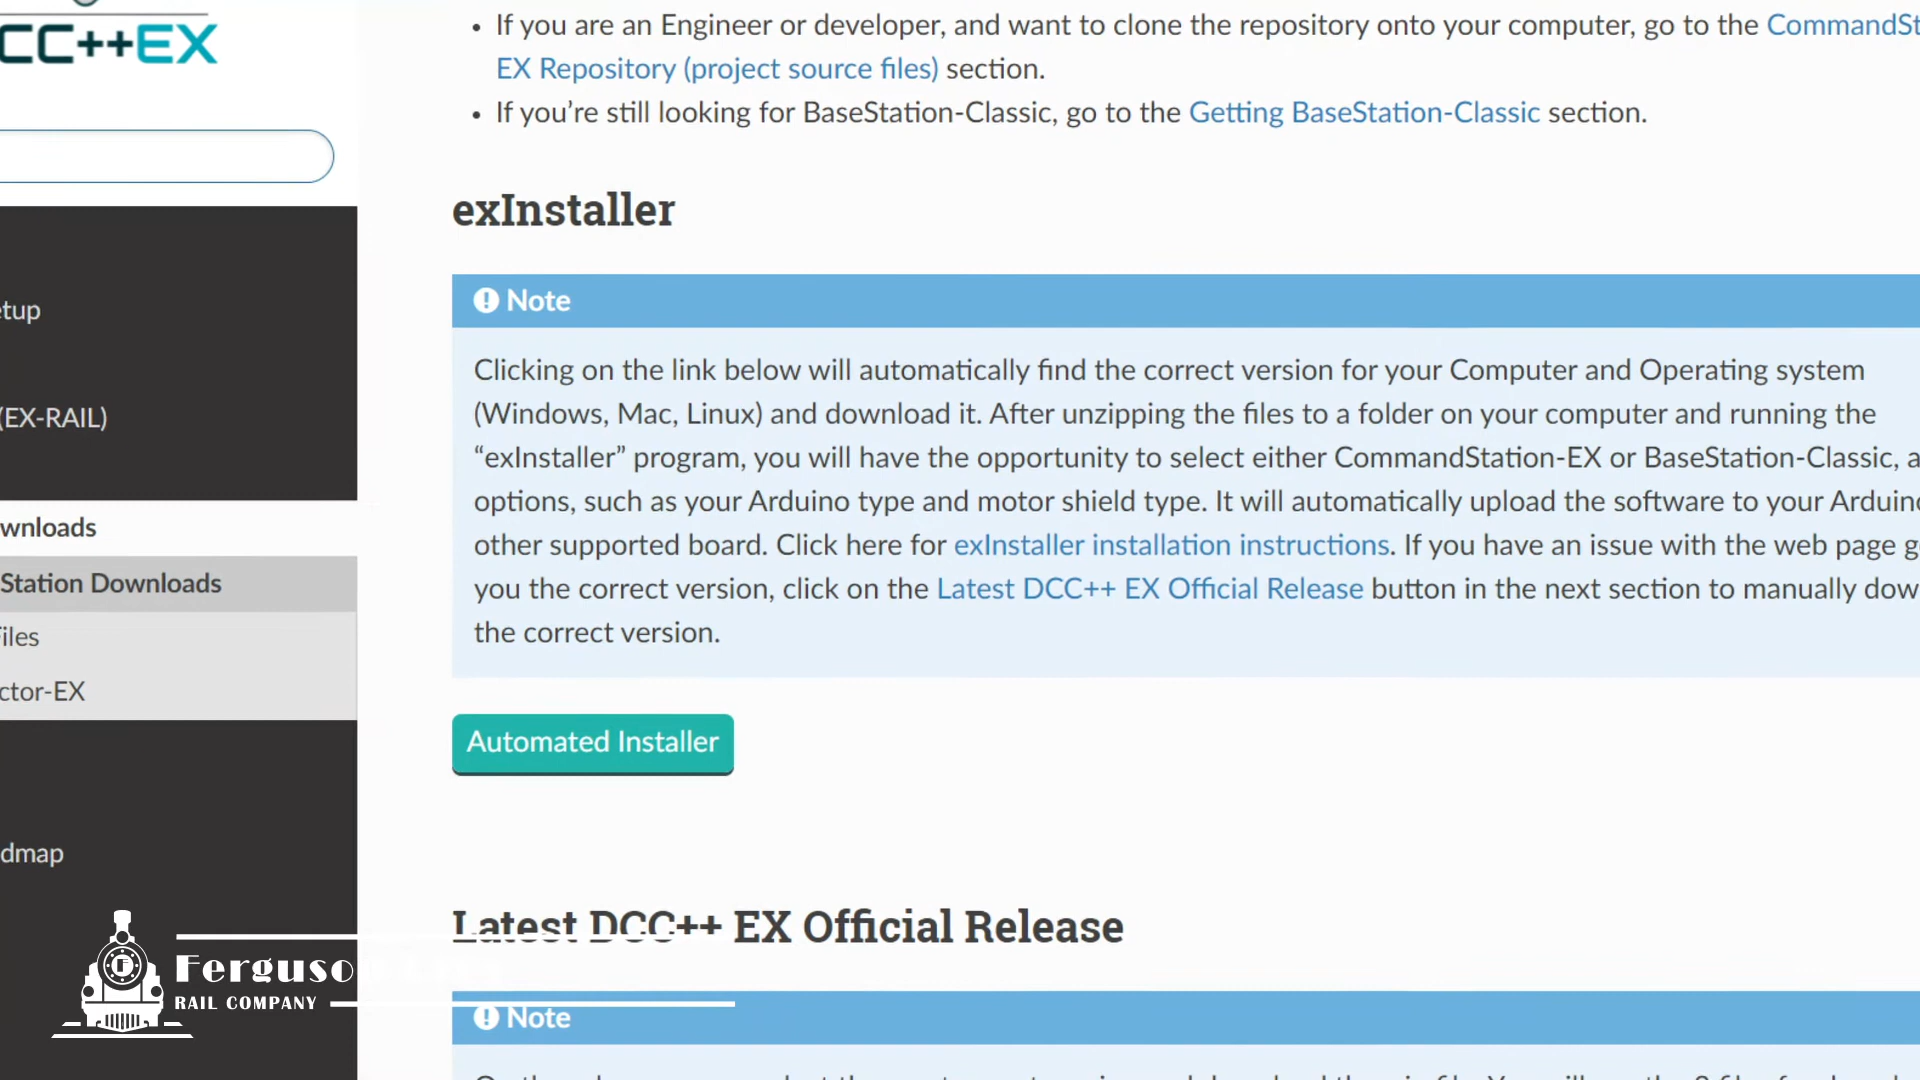 CC++EX
If you are an Engineer or developer, and want to clone the repository onto your computer, go to the CommandSt
EX Repository (project source files) section.
If you're still looking for BaseStation-Classic, go to the Getting BaseStation-Classic section.
exInstaller
Note
Clicking on the link below will automatically find the correct version for your Computer and Operating system
(Windows, Mac, Linux) and download it. After unzipping the files to a folder on your computer and running the
“exInstaller” program, you will have the opportunity to select either CommandStation-EX or BaseStation-Classic, a
options, such as your Arduino type and motor shield type. It will automatically upload the software to your Arduino
other supported board. Click here for exInstaller installation instructions. If you have an issue with the web page g
you the correct version, click on the Latest DCC++ EX Official Release button in the next section to manually dow
the correct version.
Automated Installer
Latest DCC++ EX Official Release
Note
etup
(EX-RAIL)
wnloads
Station Downloads
Files
ctor-EX
dmap
F
Ferguso
RAIL COMPANY